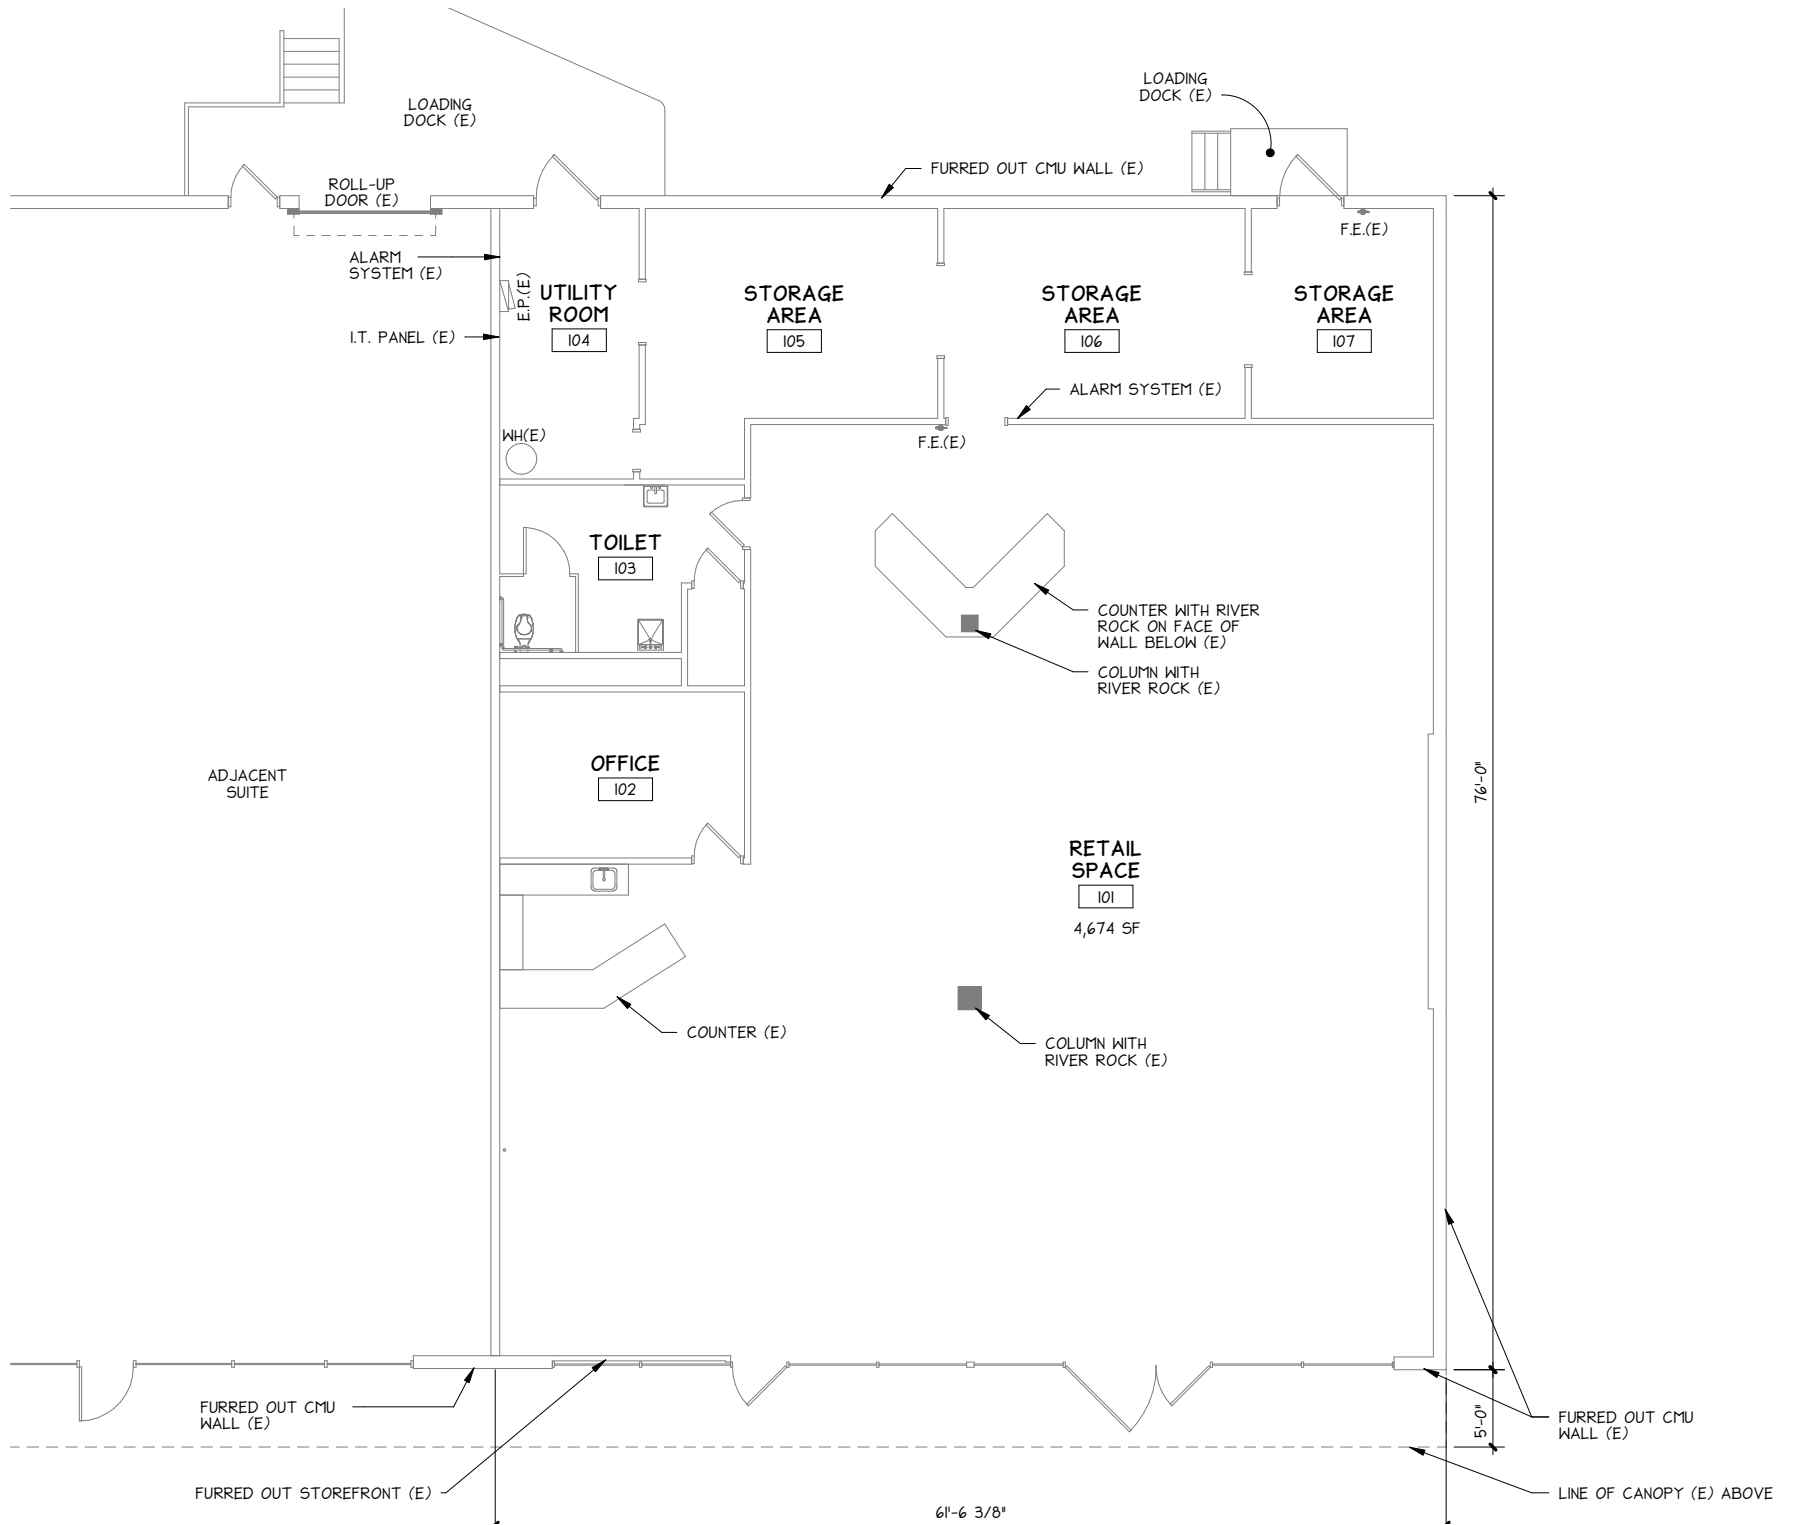 LOADING
DOCK (E)
LOADING
DOCK (E)
FURRED OUT CMU WALL (E)
ROLL-UP
DOOR (E)
F.E.(E)
ALARM
SYSTEM (E)
E.P.(E)
UTILITY
ROOM
104
STORAGE
AREA
105
STORAGE
AREA
106
STORAGE
AREA
107
I.T. PANEL (E)
ALARM SYSTEM (E)
WH(E)
F.E.(E)
TOILET
103
COUNTER WITH RIVER
ROCK ON FACE OF
WALL BELOW (E)
COLUMN WITH
RIVER ROCK (E)
OFFICE
102
ADJACENT
SUITE
76'-0"
RETAIL
SPACE
101
4,674 SF
COUNTER (E)
COLUMN WITH
RIVER ROCK (E)
FURRED OUT CMU
WALL (E)
5'-0"
FURRED OUT CMU
WALL (E)
FURRED OUT STOREFRONT (E)
LINE OF CANOPY (E) ABOVE
61'-6 3/8"